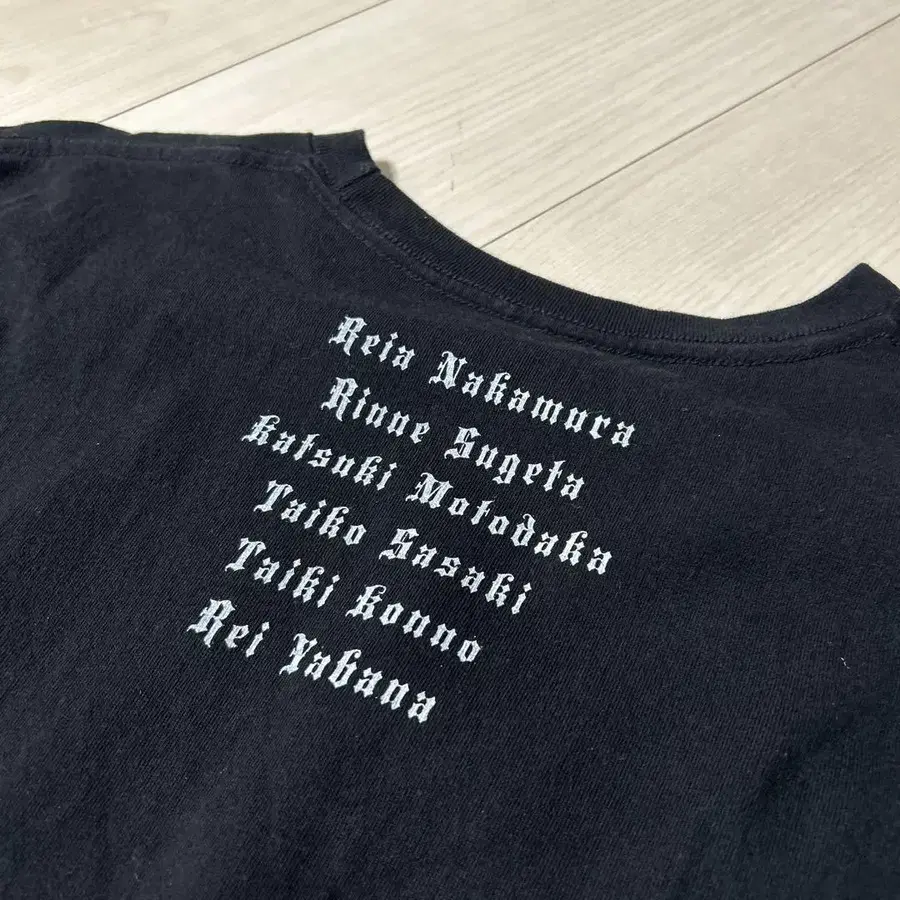 Reia Nakamura
Rinne Sugeta
Katsuki Motodaka
Taiko Sasaki
Taiki Konno
Rei Yabana